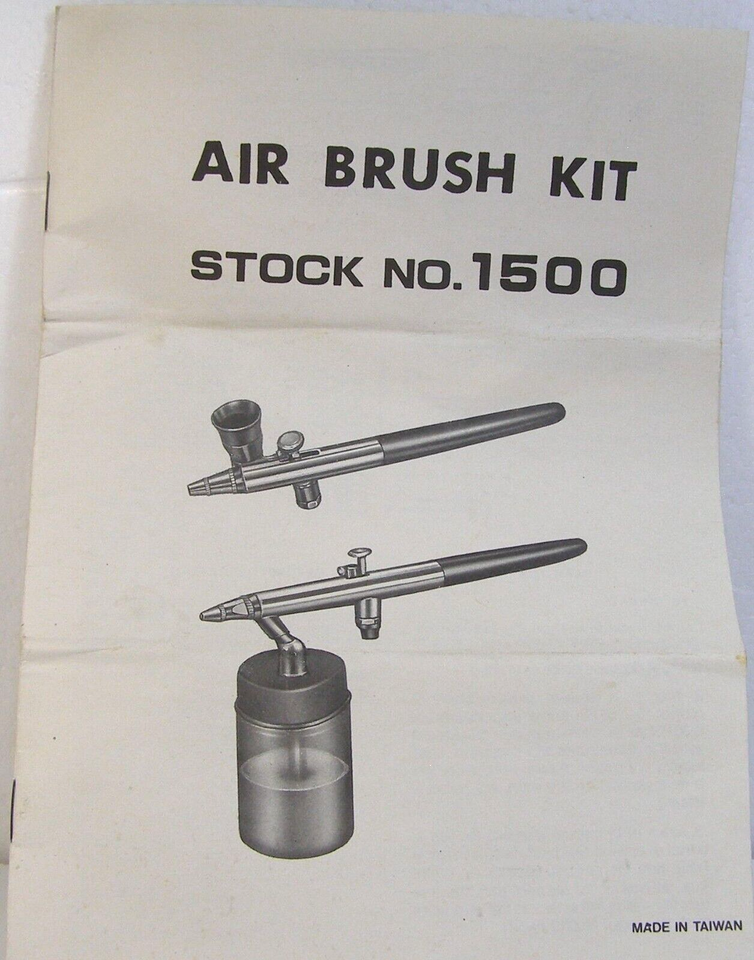 AIR BRUSH KIT
STOCK NO. 1500
MADE IN TAIWAN